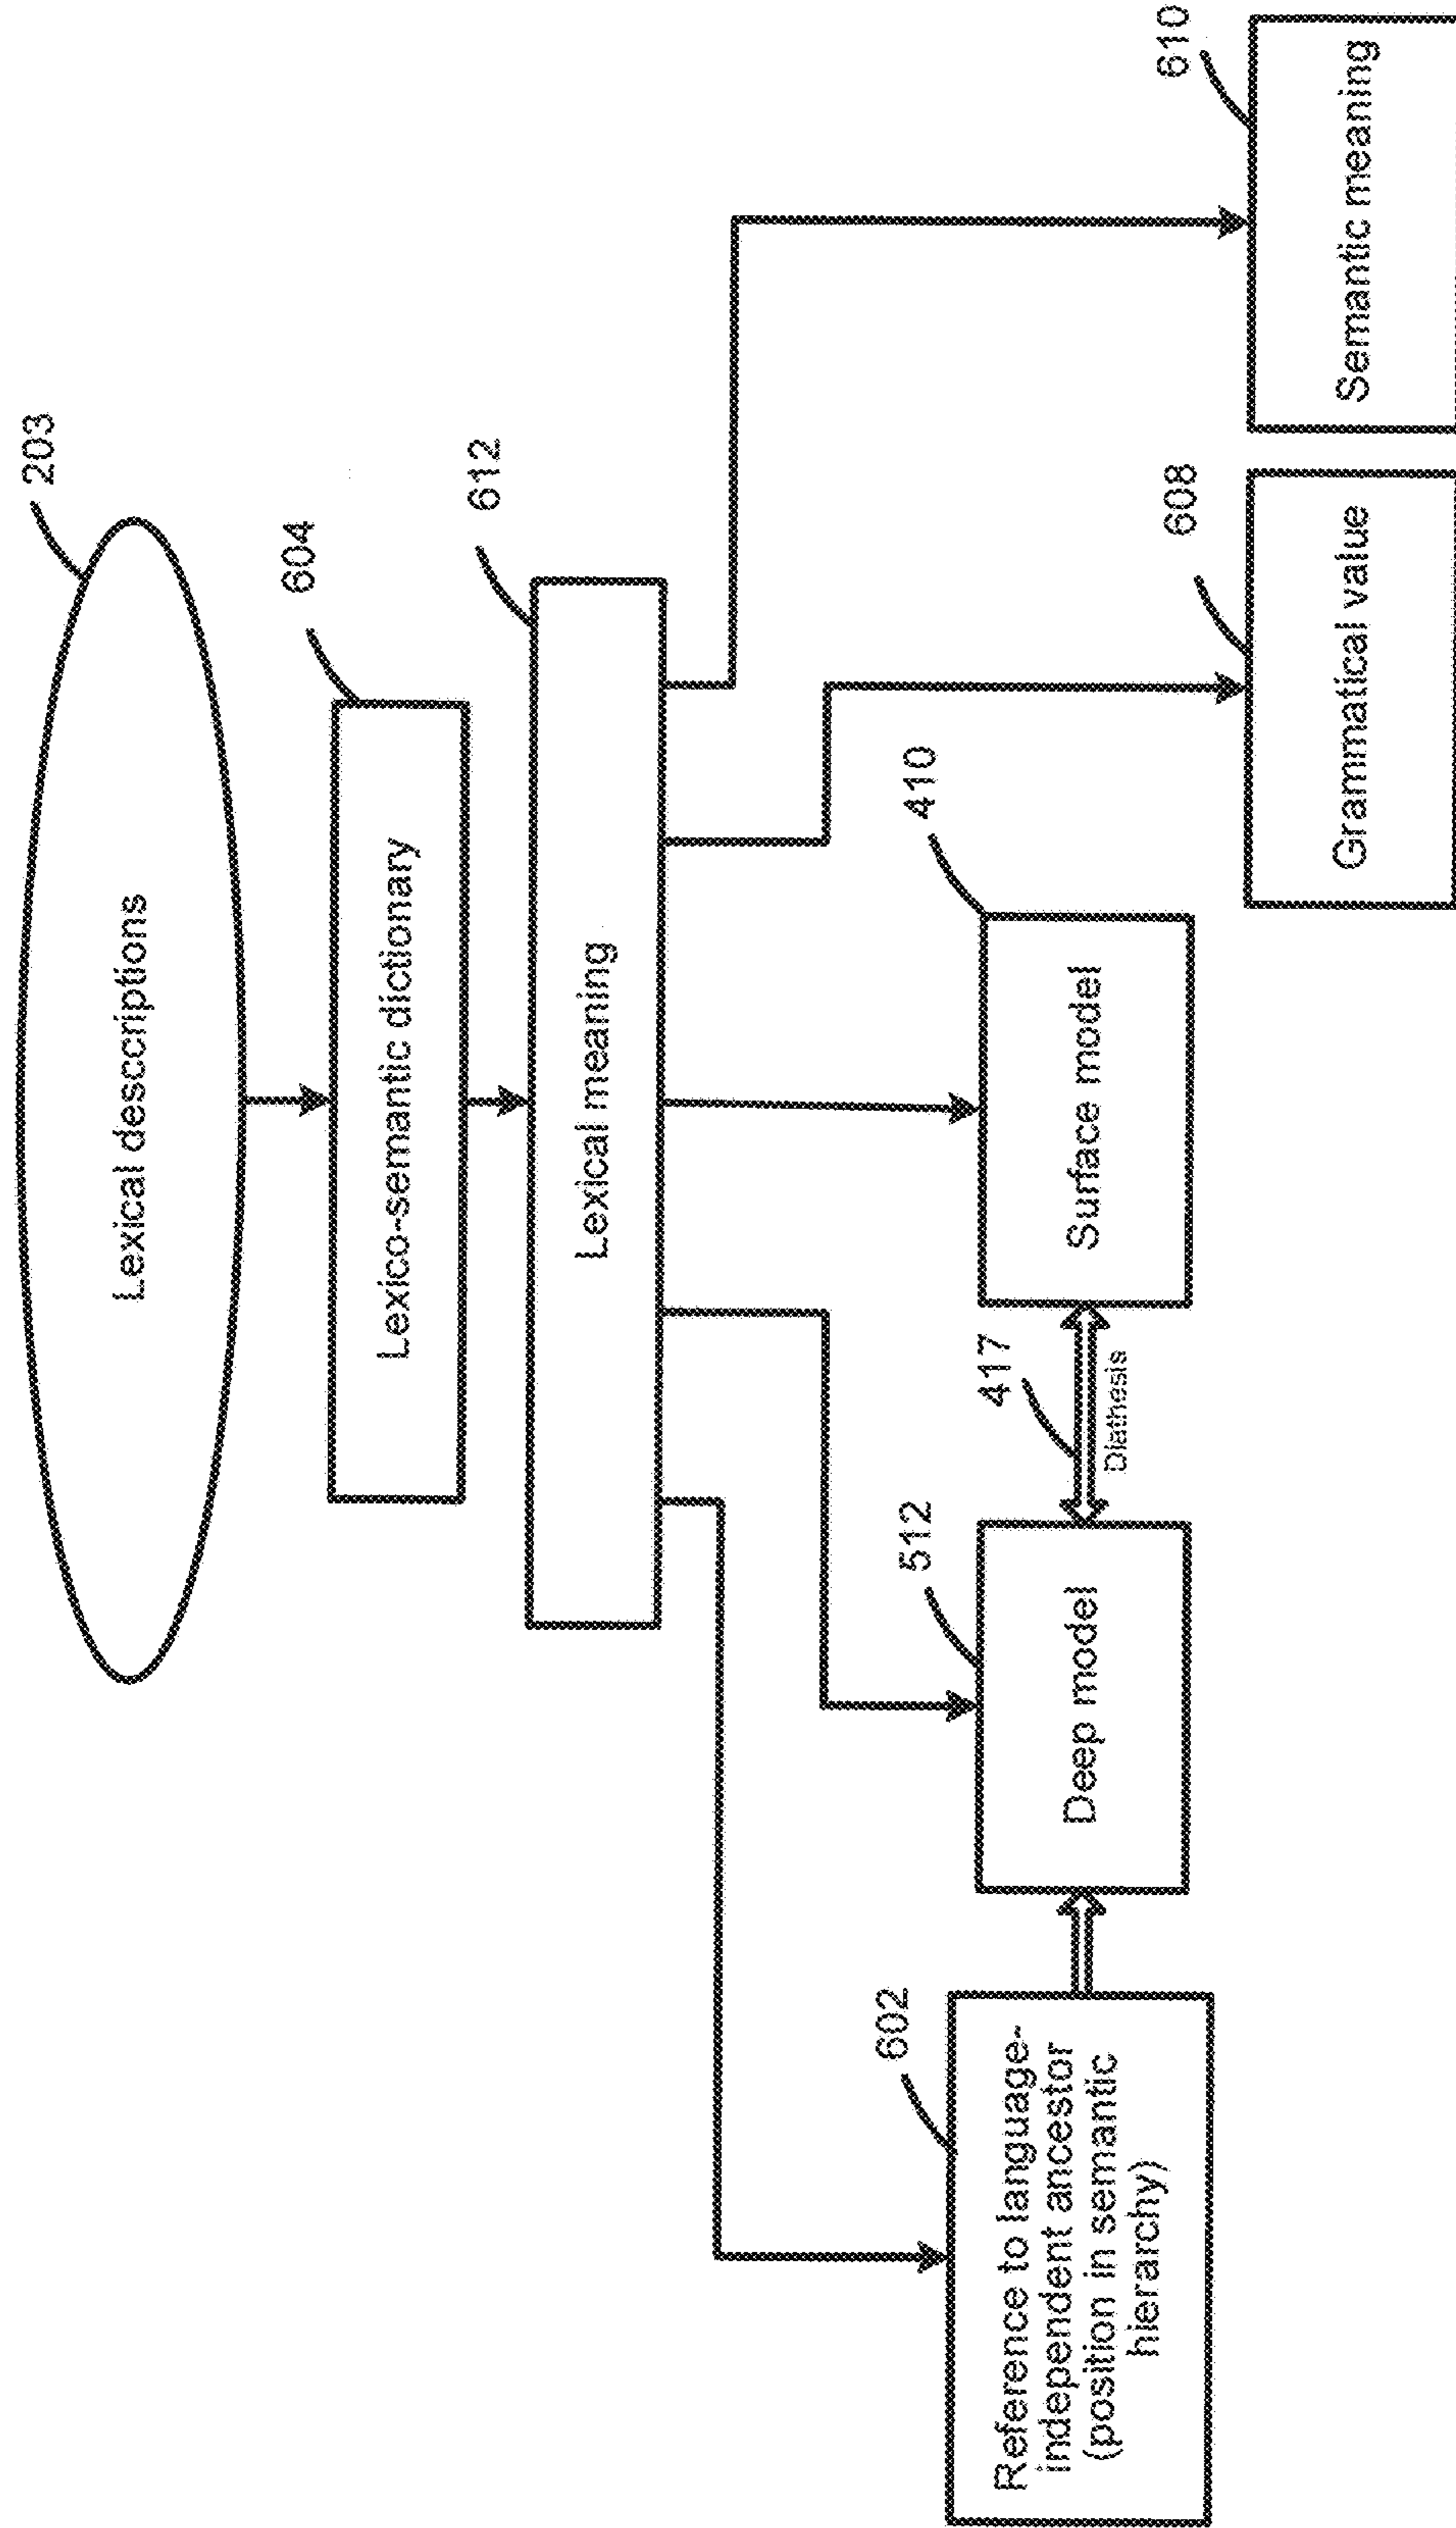 Lexical descriptions
203
604
Lexico-semantic dictionary
612
Lexical meaning
602
Reference to language-
independent ancestor
(position in semantic
hierarchy)
512
Deep model
417
Diathesis
410
Surface model
608
Grammatical value
610
Semantic meaning